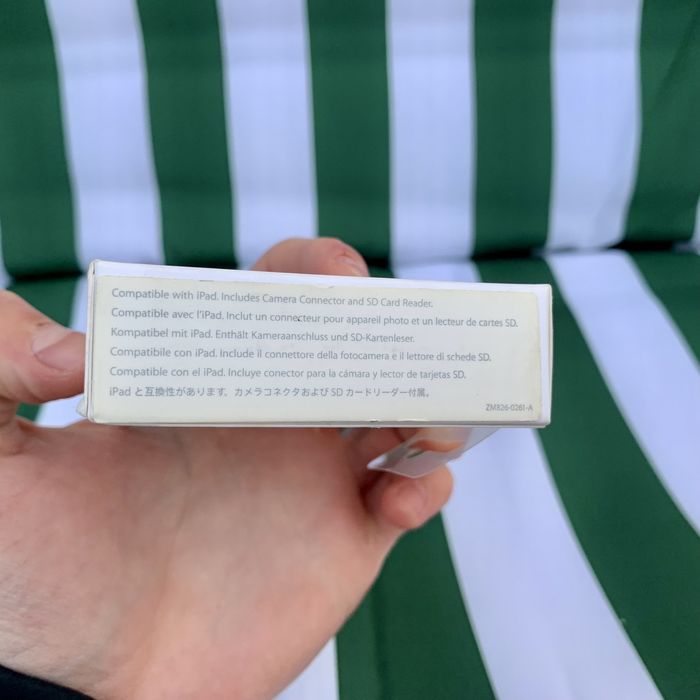 Compatible with iPad. Includes Camera Connector and SD Card Reader.
Compatible avec l'iPad. Inclut un connecteur pour appareil photo et un lecteur de cartes SD.
Kompatibel mit iPad. Enthält Kameraanschluss und SD-Kartenleser.
Compatibile con iPad. Include il connettore della fotocamera e il lettore di schede SD.
Compatible con el iPad. Incluye conector para la cámara y lector de tarjetas SD.
iPad と互換性があります。カメラコネクタおよび SD カードリーダー付属。
ZM826-0261-A